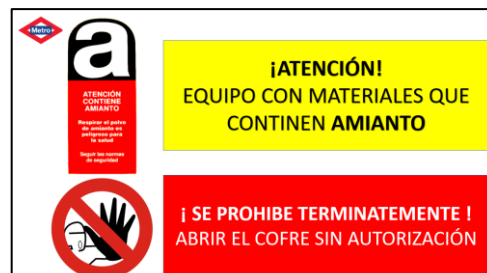 Metro
a
ATENCIÓN
CONTIENE
AMIANTO
Respirar el polvo
de amianto es
peligroso para
la salud
Seguir las normas
de seguridad
¡ATENCIÓN!
EQUIPO CON MATERIALES QUE
CONTINEN AMIANTO
¡ SE PROHIBE TERMINATEMENTE !
ABRIR EL COFRE SIN AUTORIZACIÓN